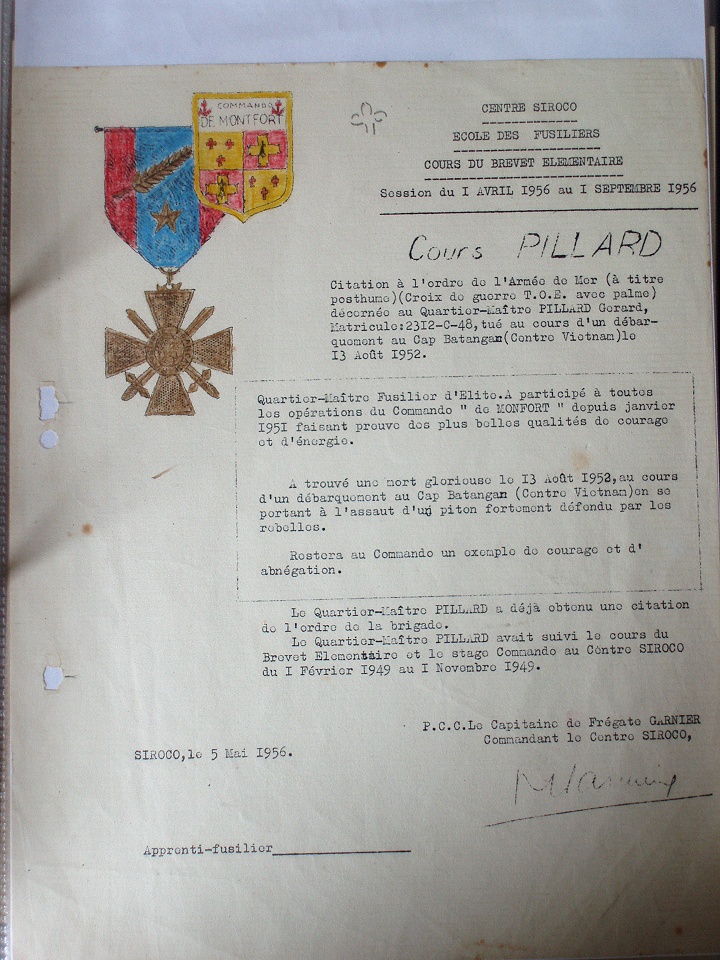 COMMANDO
DE MONTFORT
CENTRE SIROCO
ECOLE DES FUSILIERS
COURS DU BREVET ELEMENTAIRE
Session du I AVRIL I956 au I SEPTEMBRE I956
Cours PILLARD
Citation à l'ordre de l'Armée de Mer (à titre
posthume)(Croix de guerre T.O.E. avec palme)
décernée au Quartier-Maître PILLARD Gerard,
Matricule:23I2-C-48,tué au cours d'un débar-
quement au Cap Batangan(Centre Vietnam)le
I3 Août I952.
Quartier-Maître Fusilier d'Elite.A participé à toutes
les opérations du Commando " de MONFORT " depuis janvier
I95I faisant preuve des plus belles qualités de courage
et d'énergie.
A trouvé une mort glorieuse le I3 Août I952,au cours
d'un débarquement au Cap Batangan (Centre Vietnam)en se
portant à l'assaut d'un piton fortement défendu par les
rebelles.
Restera au Commando un exemple de courage et d'
abnégation.
Le Quartier-Maître PILLARD a déjà obtenu une citation
de l'ordre de la brigade.
Le Quartier-Maître PILLARD avait suivi le cours du
Brevet Elementaire et le stage Commando au Centre SIROCO
du I Février I949 au I Novembre I949.
P.C.C.Le Capitaine de Frégate GARNIER
Commandant le Centre SIROCO,
SIROCO,le 5 Mai I956.
Apprenti-fusilier